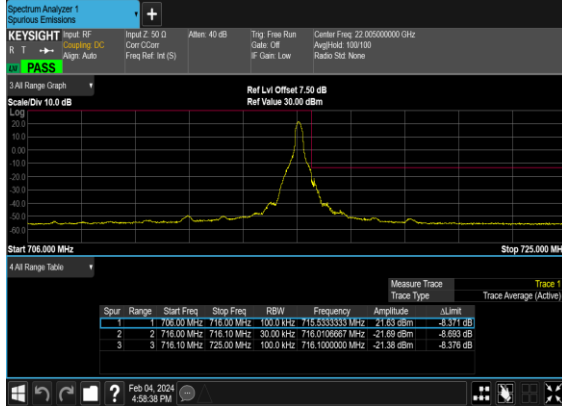 Spectrum Analyzer 1
Spurious Emissions
+
KEYSIGHT
R T
LXI
PASS
Input: RF
Coupling: DC
Align: Auto
Input Z: 50 Ω
Corr CCorr
Freq Ref: Int (S)
Atten: 40 dB
Trig: Free Run
Gate: Off
IF Gain: Low
Center Freq: 22.005000000 GHz
Avg|Hold: 100/100
Radio Std: None
3 All Range Graph
Scale/Div 10.0 dB
Ref Lvl Offset 7.50 dB
Ref Value 30.00 dBm
Log
20.0
10.0
0.00
-10.0
-20.0
-30.0
-40.0
-50.0
-60.0
Start 706.000 MHz
Stop 725.000 MHz
4 All Range Table
Measure Trace Trace 1
Trace Type Trace Average (Active)
Spur Range Start Freq Stop Freq RBW Frequency Amplitude ΔLimit
1 1 706.00 MHz 716.00 MHz 100.0 kHz 715.5333333 MHz 21.63 dBm -8.371 dB
2 2 716.00 MHz 716.10 MHz 30.00 kHz 716.0106667 MHz -21.69 dBm -8.693 dB
3 3 716.10 MHz 725.00 MHz 100.0 kHz 716.1000000 MHz -21.38 dBm -8.376 dB
?
Feb 04, 2024
4:58:38 PM